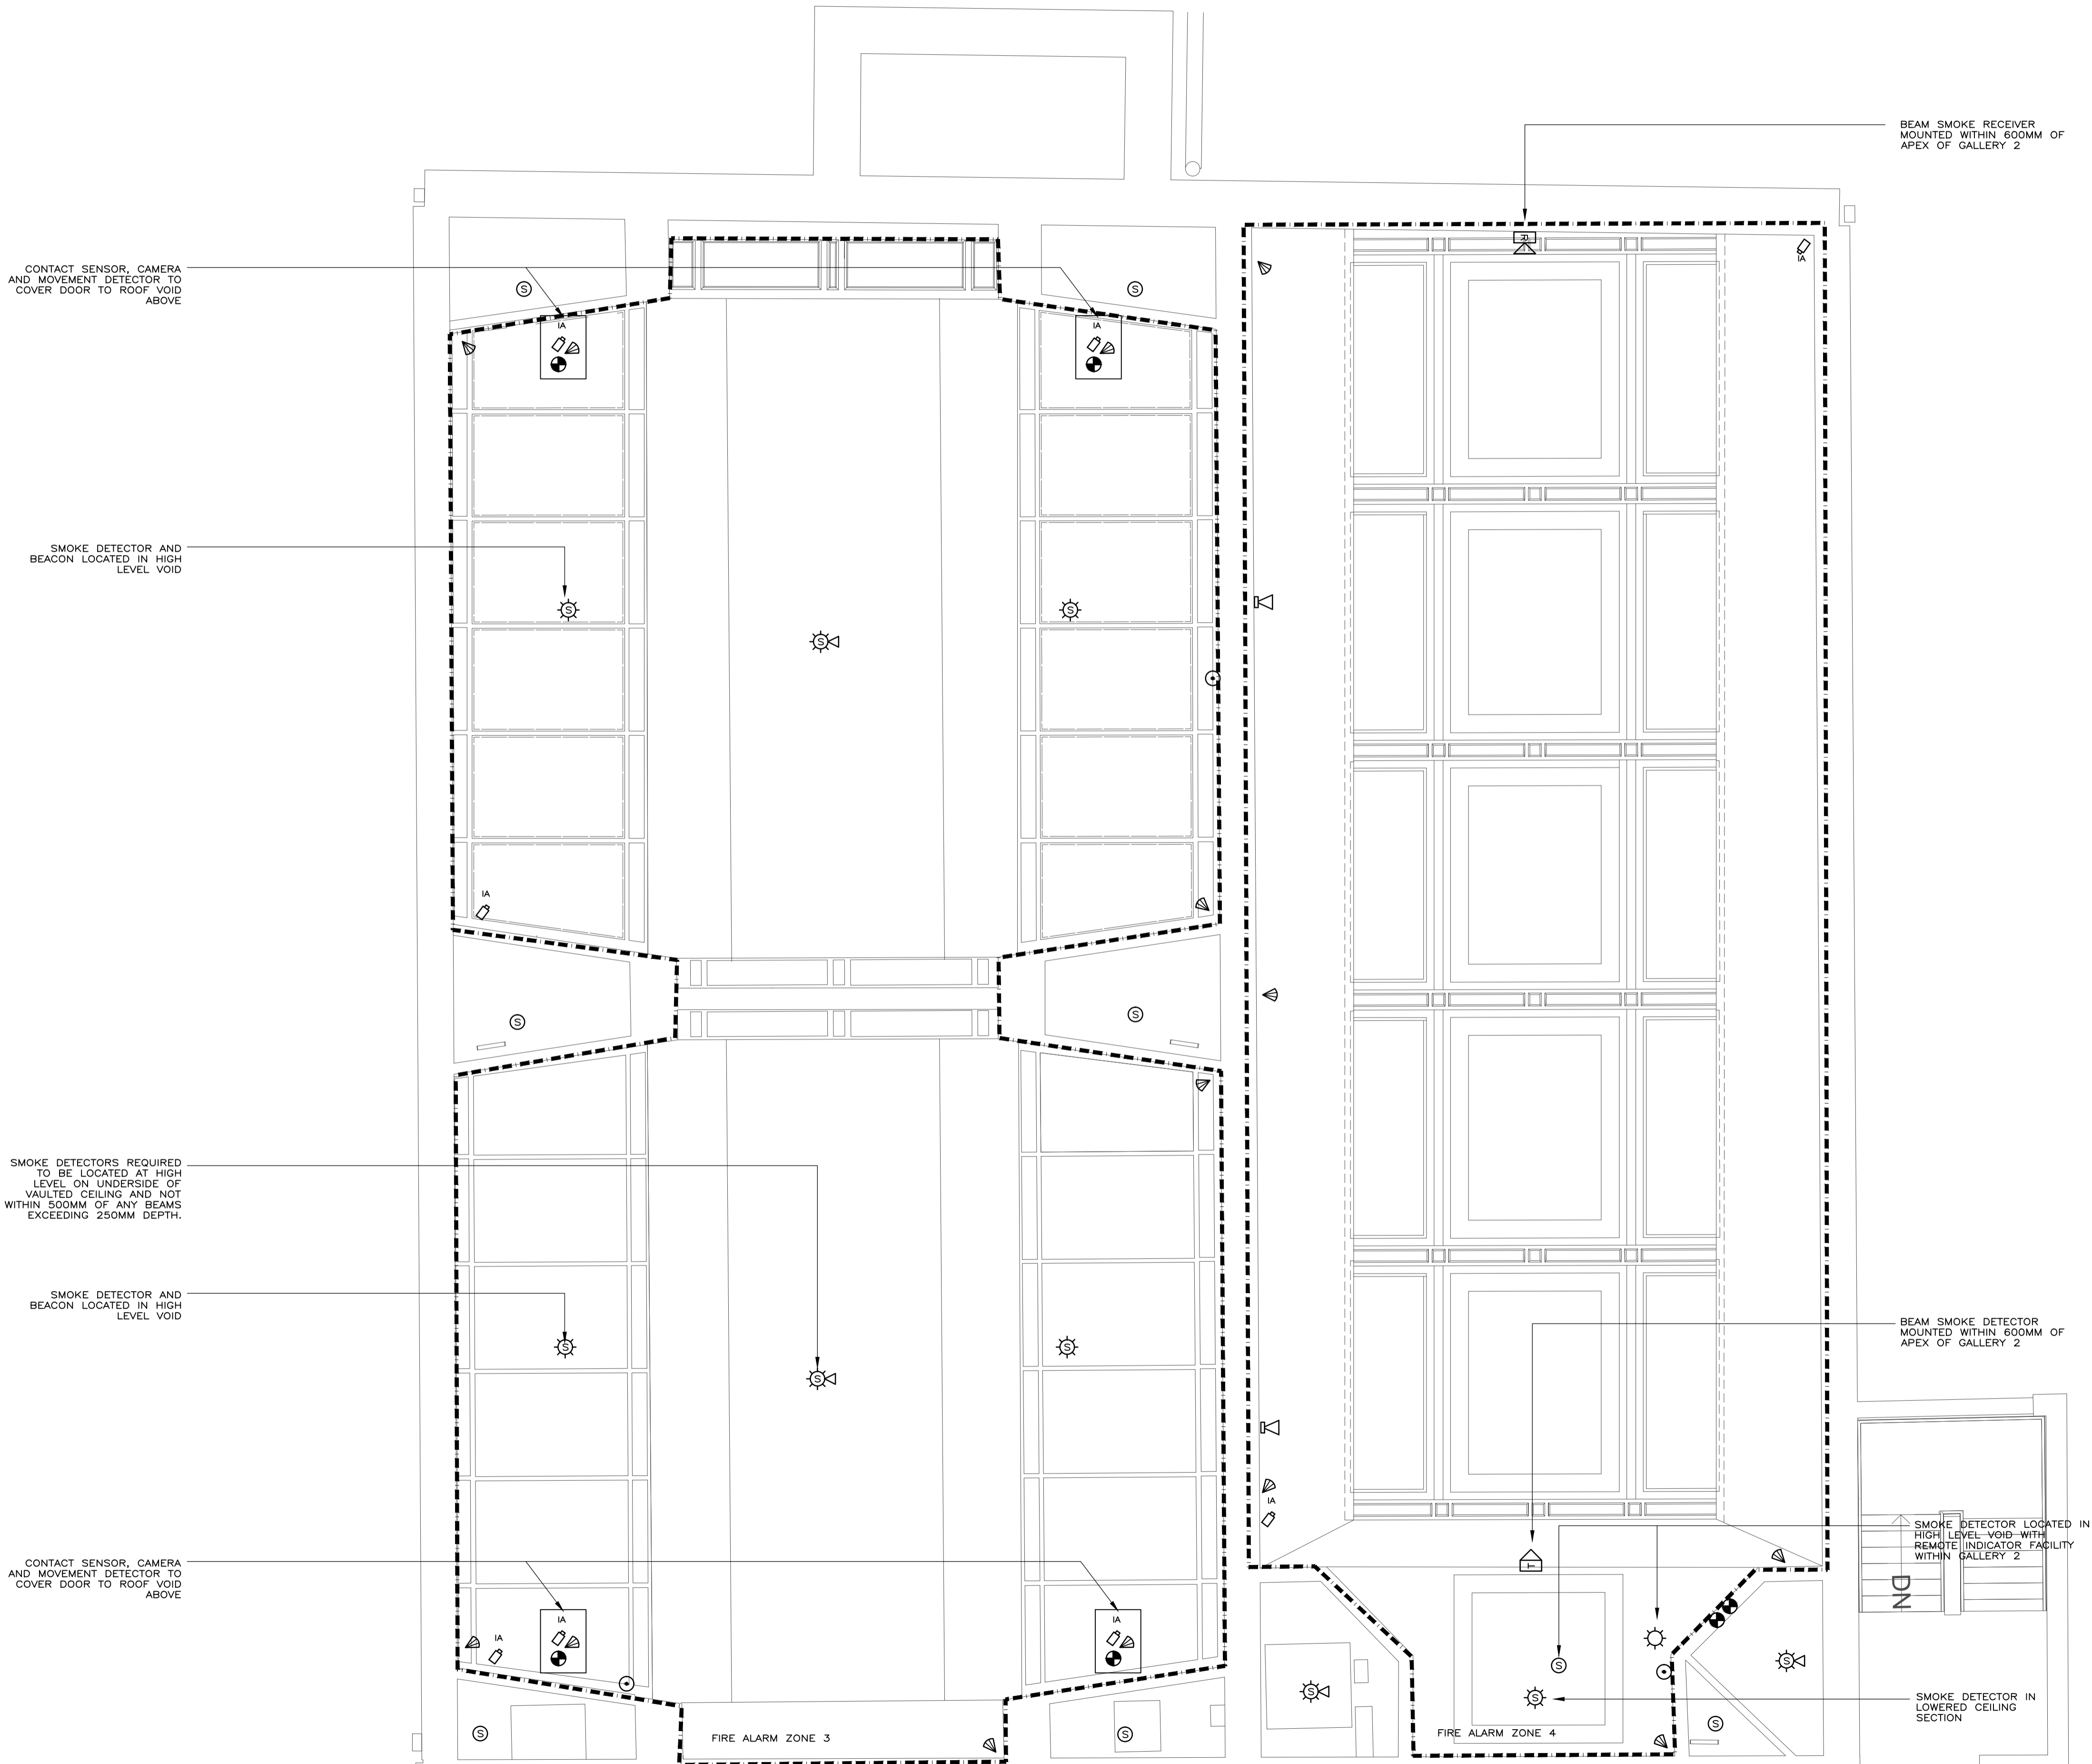 BEAM SMOKE RECEIVER
MOUNTED WITHIN 600MM OF
APEX OF GALLERY 2
R
IA
CONTACT SENSOR, CAMERA
AND MOVEMENT DETECTOR TO
COVER DOOR TO ROOF VOID
ABOVE
S
S
IA
IA
SMOKE DETECTOR AND
BEACON LOCATED IN HIGH
LEVEL VOID
S
S
S
IA
S
S
SMOKE DETECTORS REQUIRED
TO BE LOCATED AT HIGH
LEVEL ON UNDERSIDE OF
VAULTED CEILING AND NOT
WITHIN 500MM OF ANY BEAMS
EXCEEDING 250MM DEPTH.
SMOKE DETECTOR AND
BEACON LOCATED IN HIGH
LEVEL VOID
S
S
S
BEAM SMOKE DETECTOR
MOUNTED WITHIN 600MM OF
APEX OF GALLERY 2
IA
T
SMOKE DETECTOR LOCATED IN
HIGH LEVEL VOID WITH
REMOTE INDICATOR FACILITY
WITHIN GALLERY 2
DN
CONTACT SENSOR, CAMERA
AND MOVEMENT DETECTOR TO
COVER DOOR TO ROOF VOID
ABOVE
IA
IA
IA
S
S
S
S
SMOKE DETECTOR IN
LOWERED CEILING
SECTION
S
S
S
FIRE ALARM ZONE 3
FIRE ALARM ZONE 4